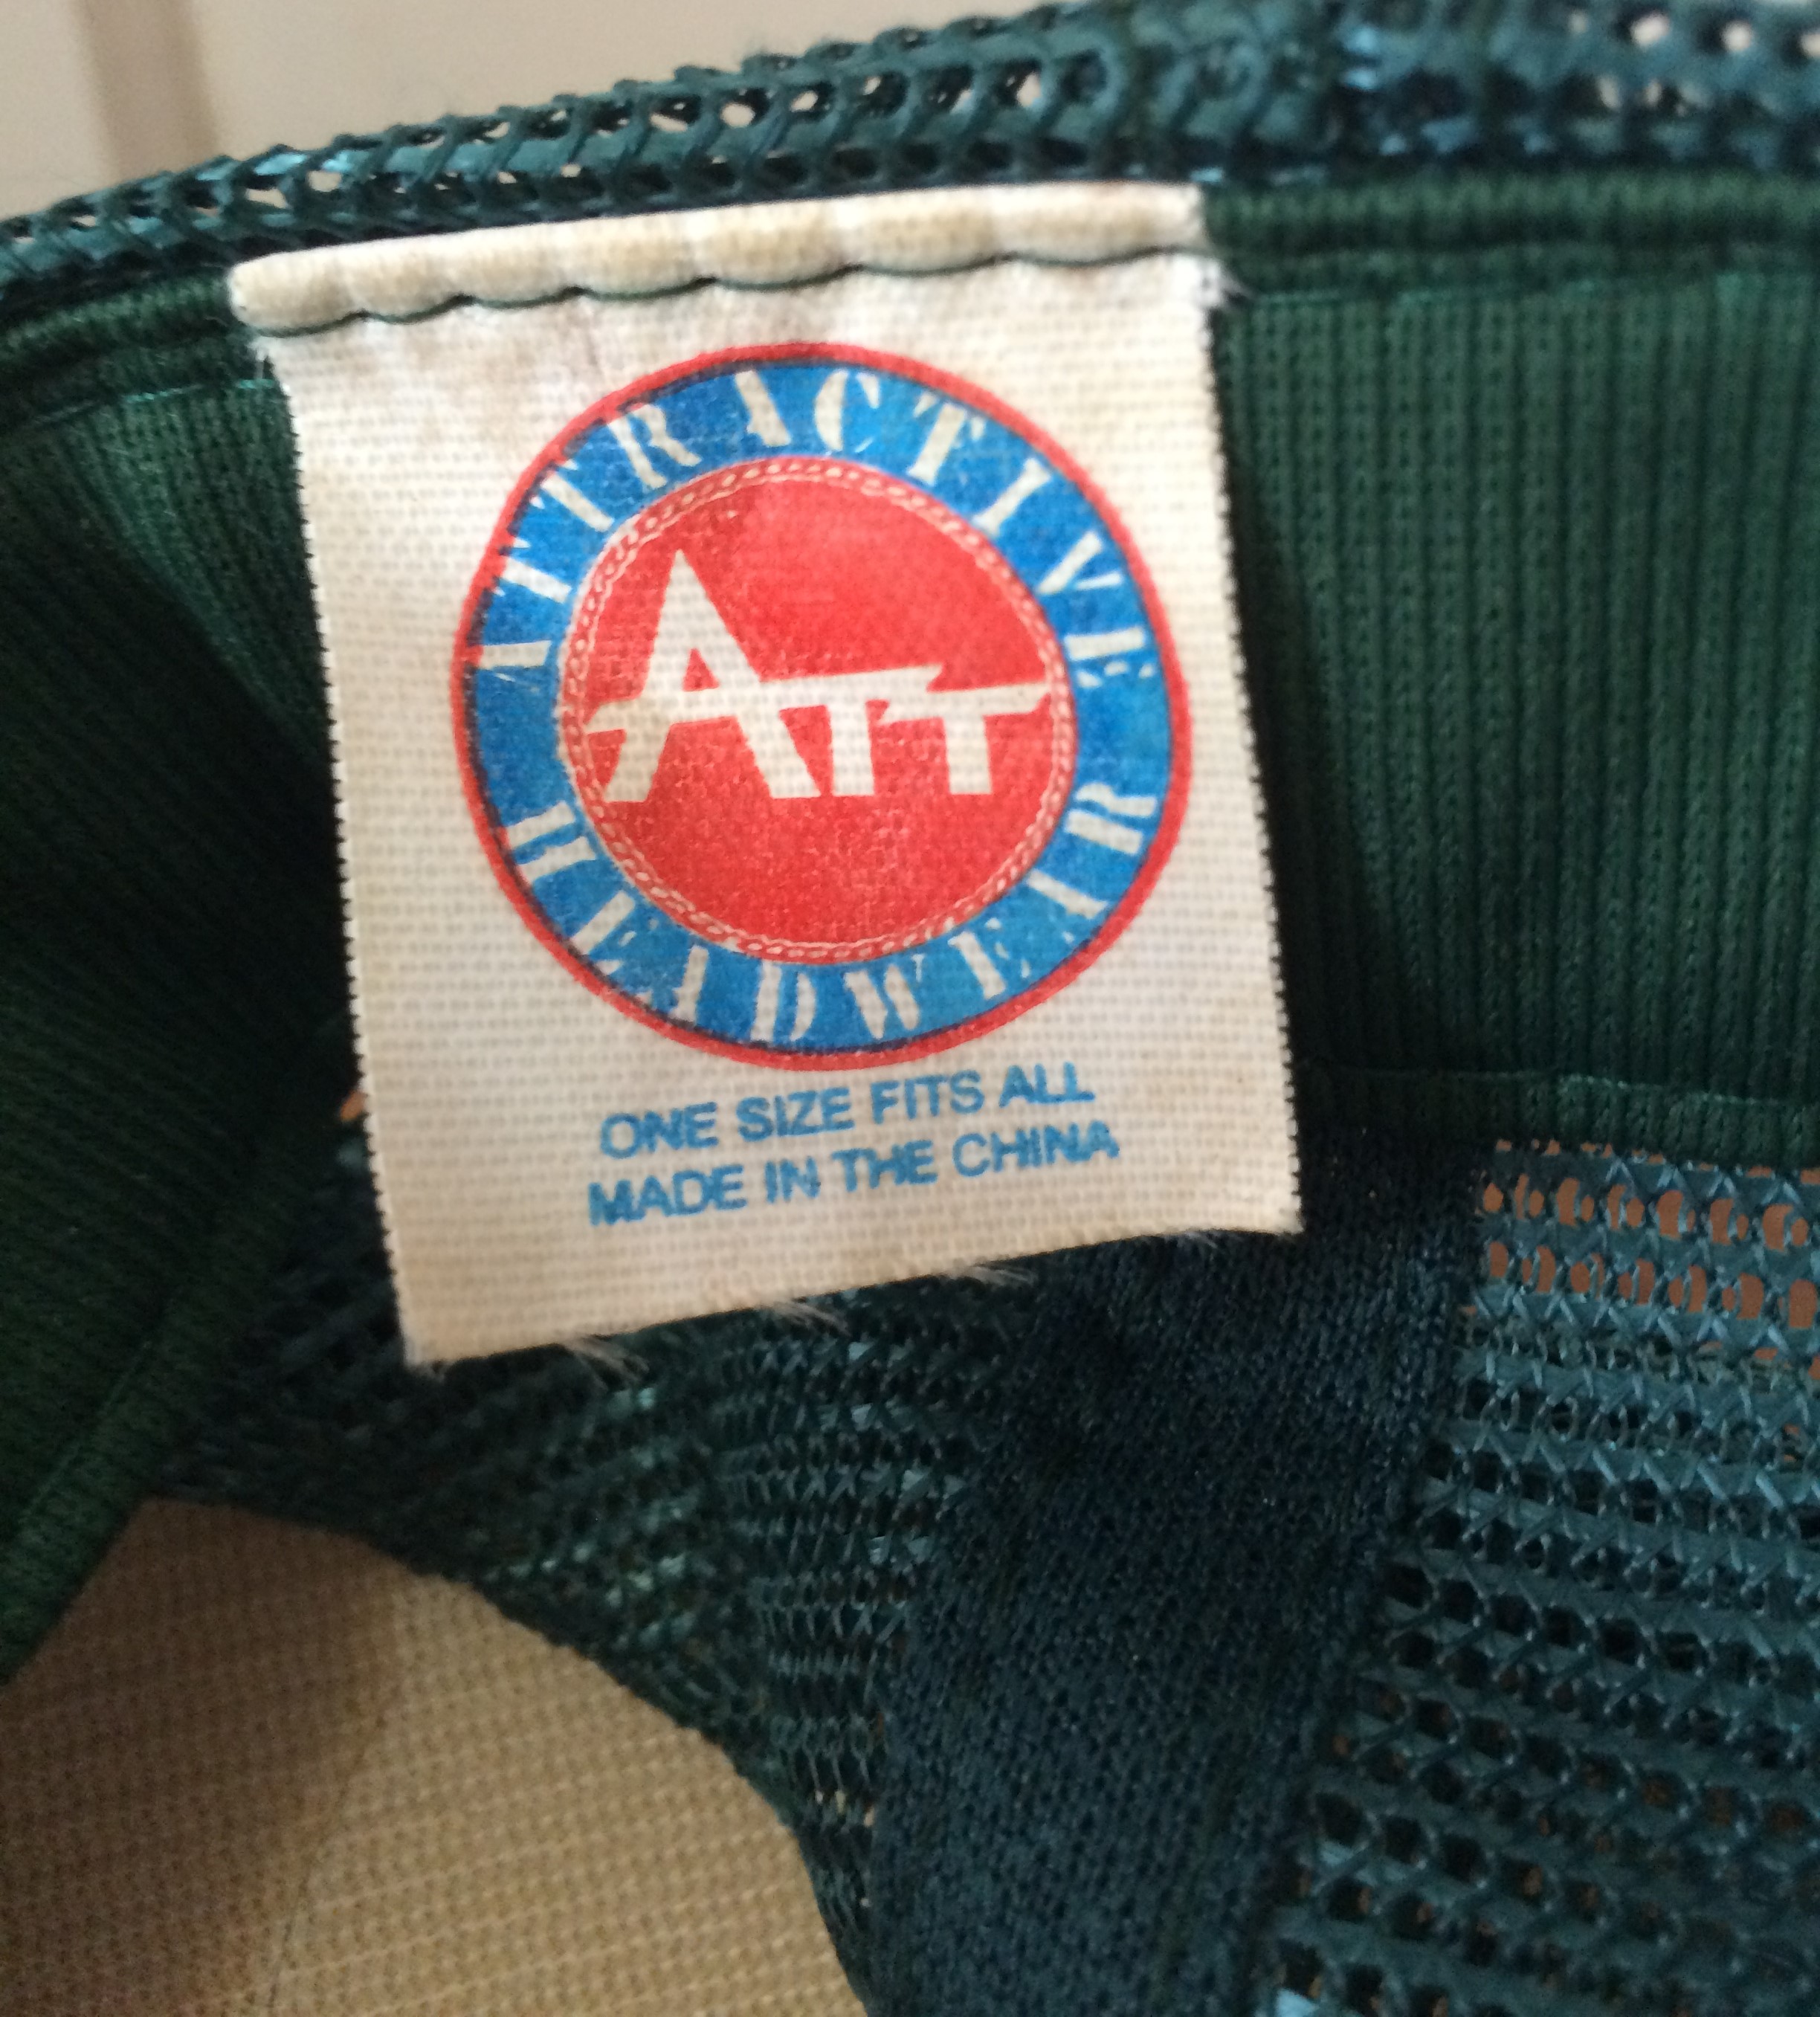 ATTRACTIVE
ATT
HEADWEAR
ONE SIZE FITS ALL
MADE IN THE CHINA